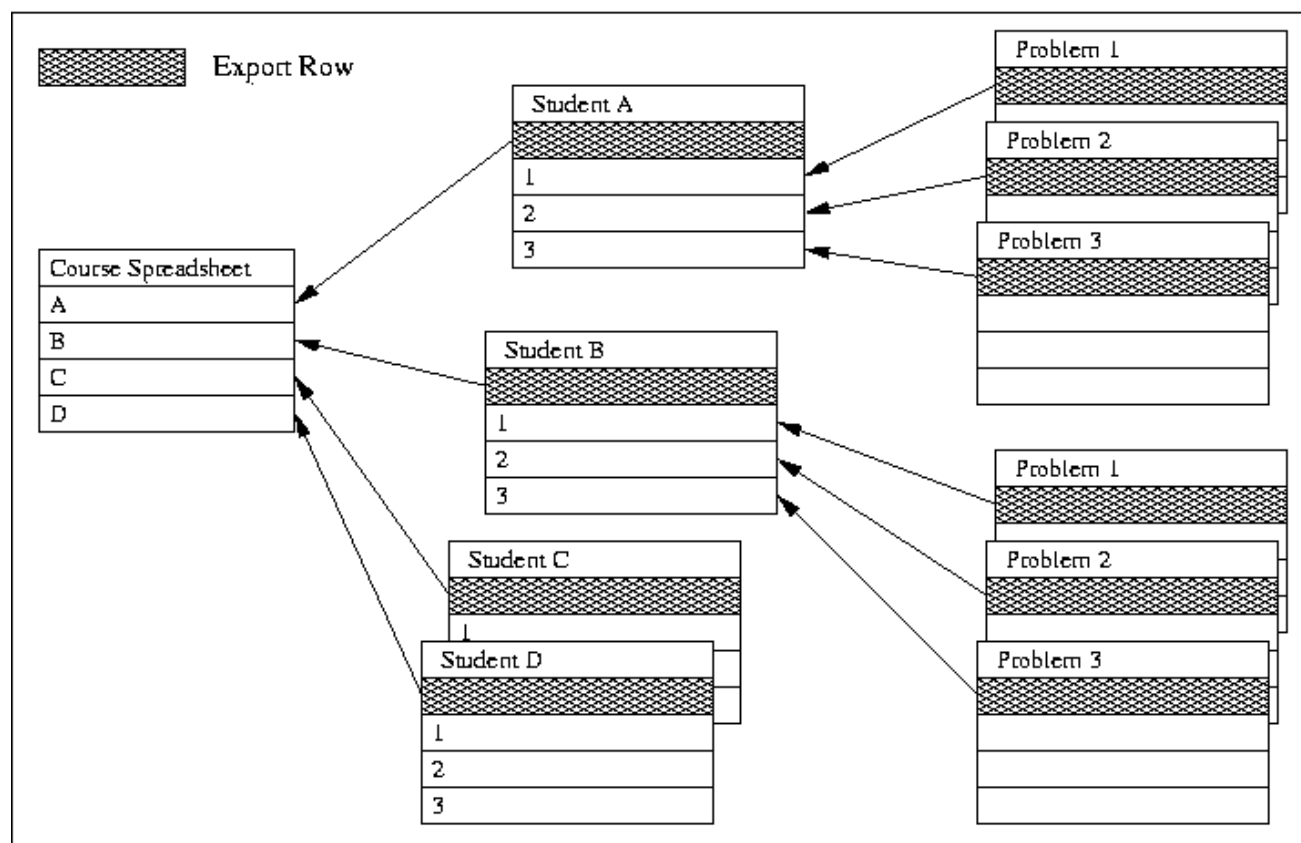 Export Row
Course Spreadsheet
A
B
C
D
Student A
1
2
3
Student B
1
2
3
Student C
1
Student D
1
2
3
Problem 1
Problem 2
Problem 3
Problem 1
Problem 2
Problem 3